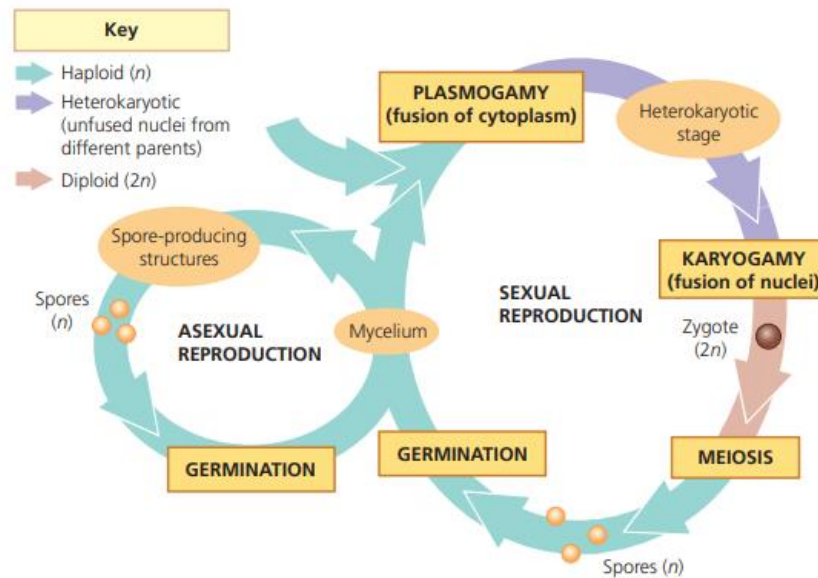 Key
Haploid (n)
Heterokaryotic
(unfused nuclei from
different parents)
Diploid (2n)
PLASMOGAMY
(fusion of cytoplasm)
Heterokaryotic
stage
Spore-producing
structures
KARYOGAMY
(fusion of nuclei)
Spores
(n)
ASEXUAL
REPRODUCTION
Mycelium
SEXUAL
REPRODUCTION
Zygote
(2n)
GERMINATION
GERMINATION
MEIOSIS
Spores (n)